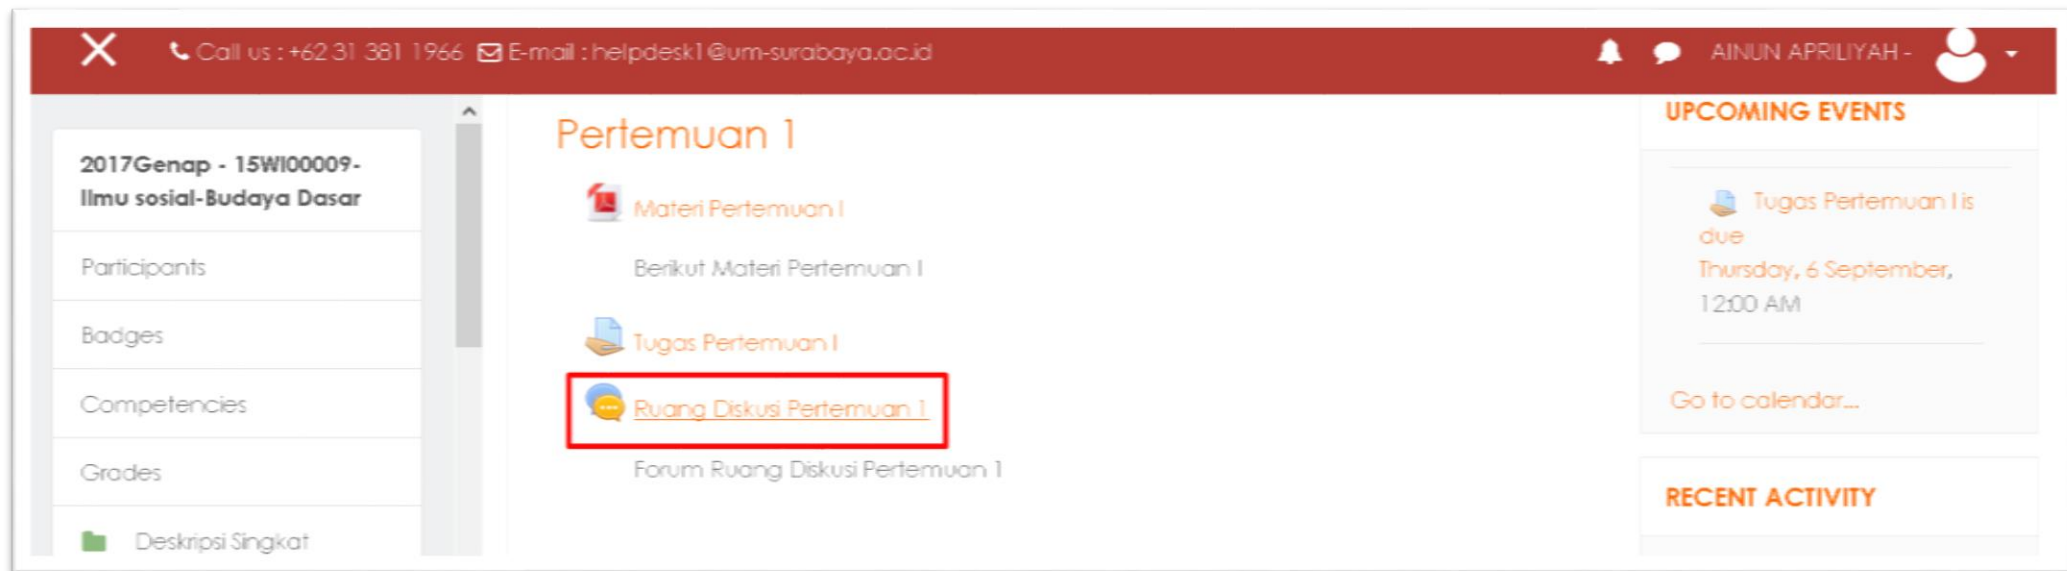 Call us : +62 31 381 1966 E-mail : helpdesk1@um-surabaya.ac.id
AINUN APRILIYAH -
2017Genap - 15WI00009-
Ilmu sosial-Budaya Dasar
Participants
Badges
Competencies
Grades
Deskripsi Singkat
Pertemuan 1
Materi Pertemuan I
Berikut Materi Pertemuan I
Tugas Pertemuan I
Ruang Diskusi Pertemuan 1
Forum Ruang Diskusi Pertemuan 1
UPCOMING EVENTS
Tugas Pertemuan I is
due
Thursday, 6 September,
12:00 AM
Go to calendar...
RECENT ACTIVITY